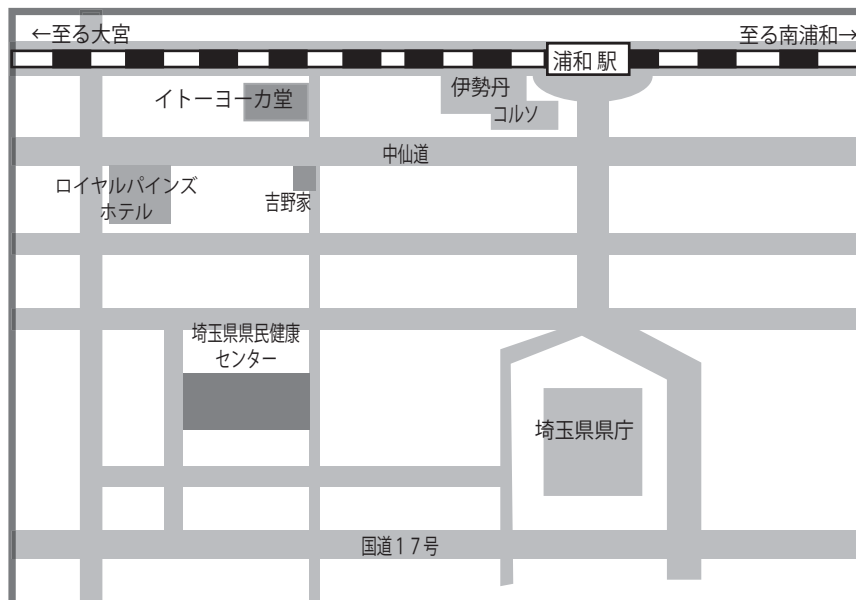 ←至る大宮
至る南浦和→
浦和 駅
イトーヨーカ堂
伊勢丹
コルソ
中仙道
ロイヤルパインズ
ホテル
吉野家
埼玉県県民健康
センター
埼玉県県庁
国道１７号